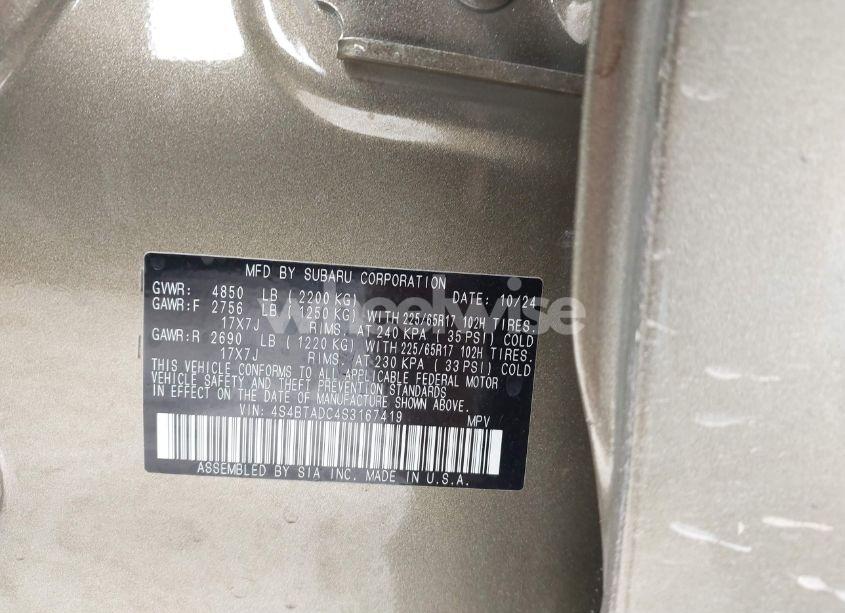 MFD BY SUBARU CORPORATION
GVWR: 4850 LB ( 2200 KG) DATE: 10/24
GAWR:F 2756 LB ( 1250 KG) WITH 225/65R17 102H TIRES.
17X7J RIMS, AT 240 KPA ( 35 PSI) COLD
GAWR:R 2690 LB ( 1220 KG) WITH 225/65R17 102H TIRES.
17X7J RIMS, AT 230 KPA ( 33 PSI) COLD
THIS VEHICLE CONFORMS TO ALL APPLICABLE FEDERAL MOTOR
VEHICLE SAFETY AND THEFT PREVENTION STANDARDS
IN EFFECT ON THE DATE OF MANUFACTURE SHOWN ABOVE.
VIN: 4S4BTADC4S3167419 MPV
ASSEMBLED BY SIA INC. MADE IN U.S.A.
wheelwise